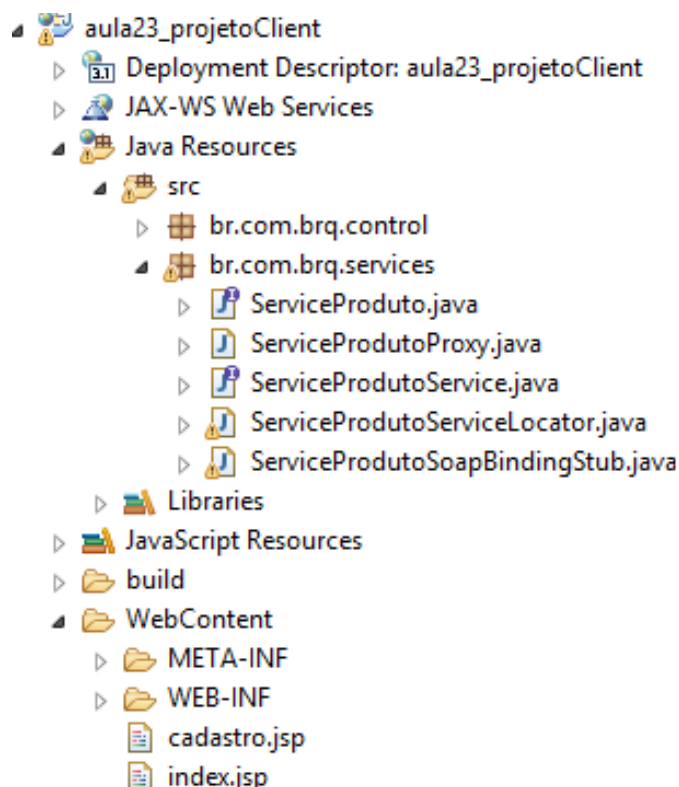 aula23_projetoClient
3.1 Deployment Descriptor: aula23_projetoClient
JAX-WS Web Services
Java Resources
src
br.com.brq.control
br.com.brq.services
ServiceProduto.java
ServiceProdutoProxy.java
ServiceProdutoService.java
ServiceProdutoServiceLocator.java
ServiceProdutoSoapBindingStub.java
Libraries
JavaScript Resources
build
WebContent
META-INF
WEB-INF
cadastro.jsp
index.jsp